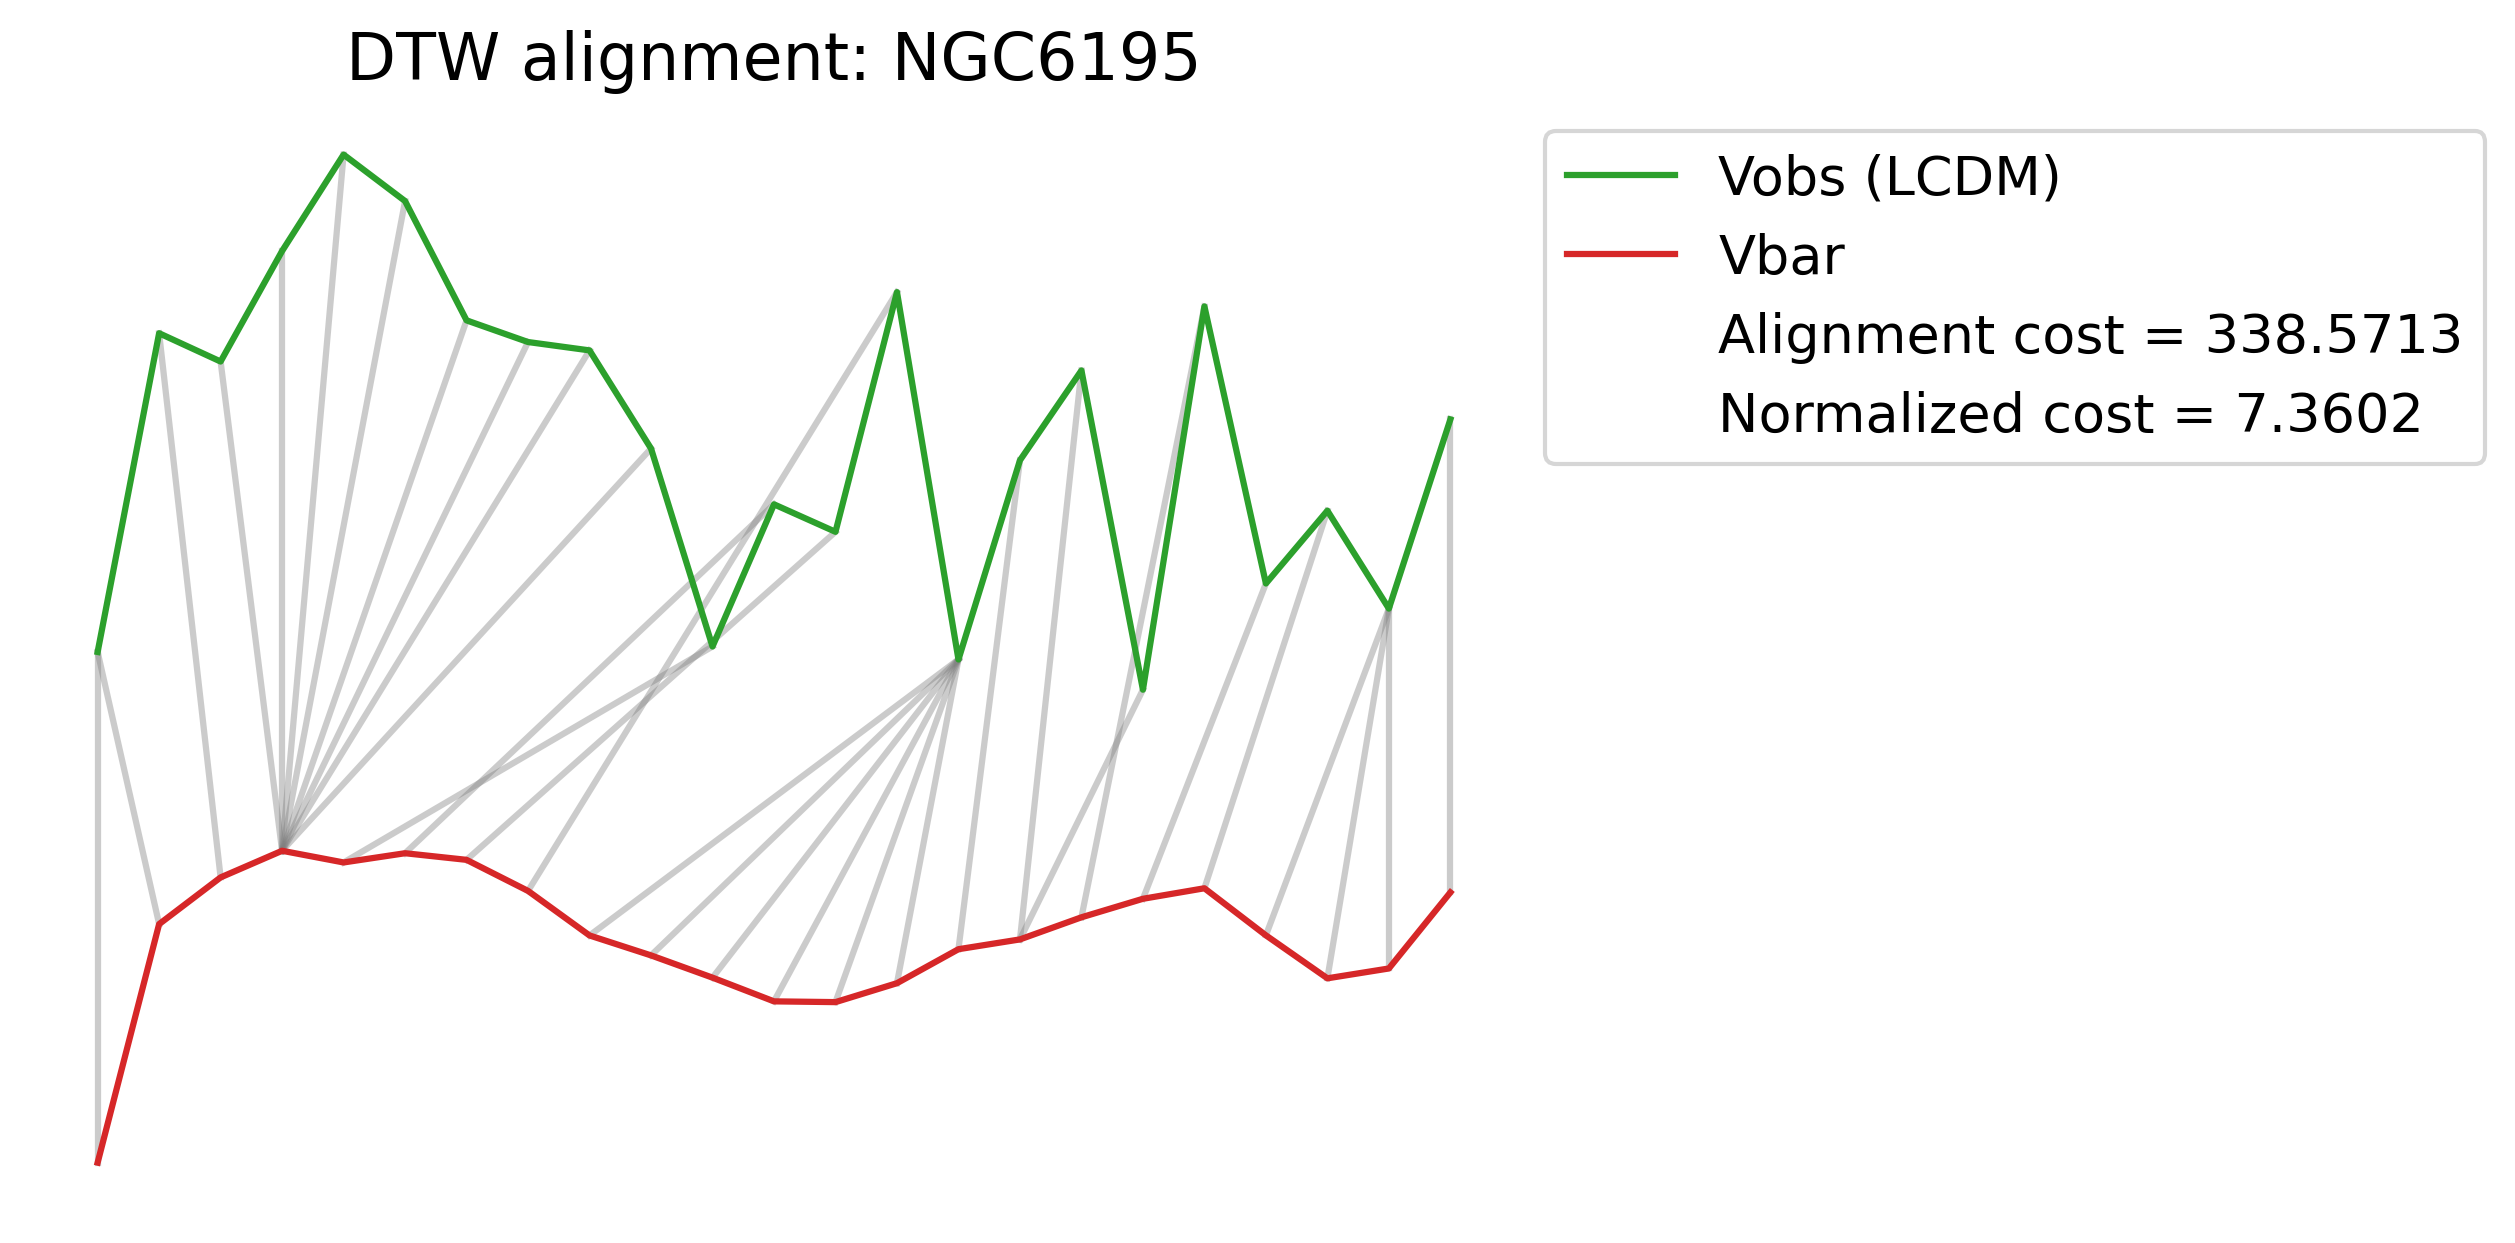 DTW alignment: NGC6195
Vobs (LCDM)
Vbar
Alignment cost = 338.5713
Normalized cost = 7.3602